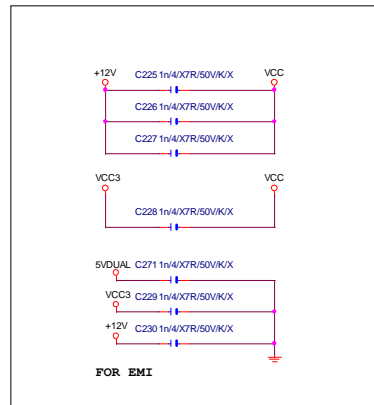 +12V C225 1n/4/X7R/50V/K/X VCC
C226 1n/4/X7R/50V/K/X
C227 1n/4/X7R/50V/K/X
VCC3 VCC
C228 1n/4/X7R/50V/K/X
5VDUAL C271 1n/4/X7R/50V/K/X
VCC3 C229 1n/4/X7R/50V/K/X
+12V C230 1n/4/X7R/50V/K/X
FOR EMI